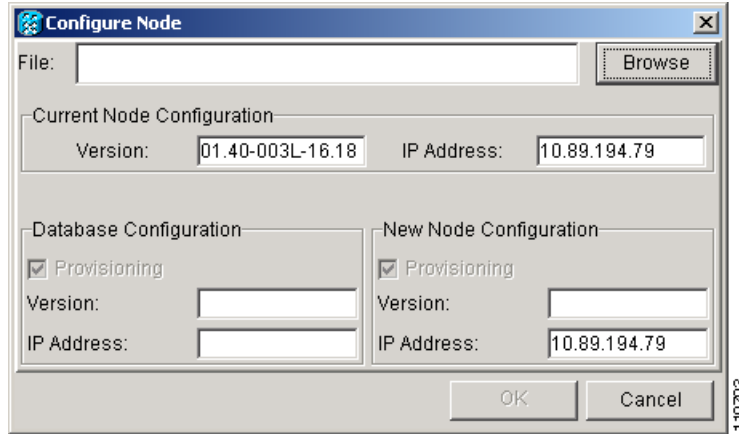 Configure Node
File:
Browse
Current Node Configuration
Version: 01.40-003L-16.18 IP Address: 10.89.194.79
Database Configuration
Provisioning
Version:
IP Address:
New Node Configuration
Provisioning
Version:
IP Address: 10.89.194.79
OK Cancel